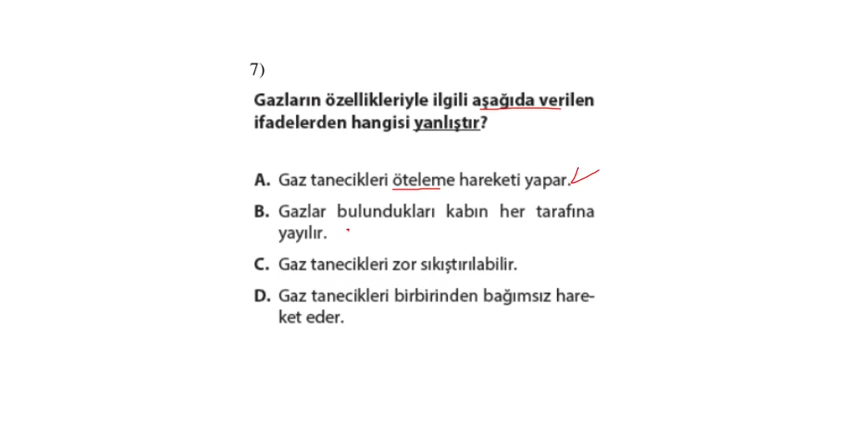 7)
Gazların özellikleriyle ilgili aşağıda verilen
ifadelerden hangisi yanlıştır?
A. Gaz tanecikleri öteleme hareketi yapar.
B. Gazlar bulundukları kabın her tarafına
yayılır.
C. Gaz tanecikleri zor sıkıştırılabilir.
D. Gaz tanecikleri birbirinden bağımsız hare-
ket eder.